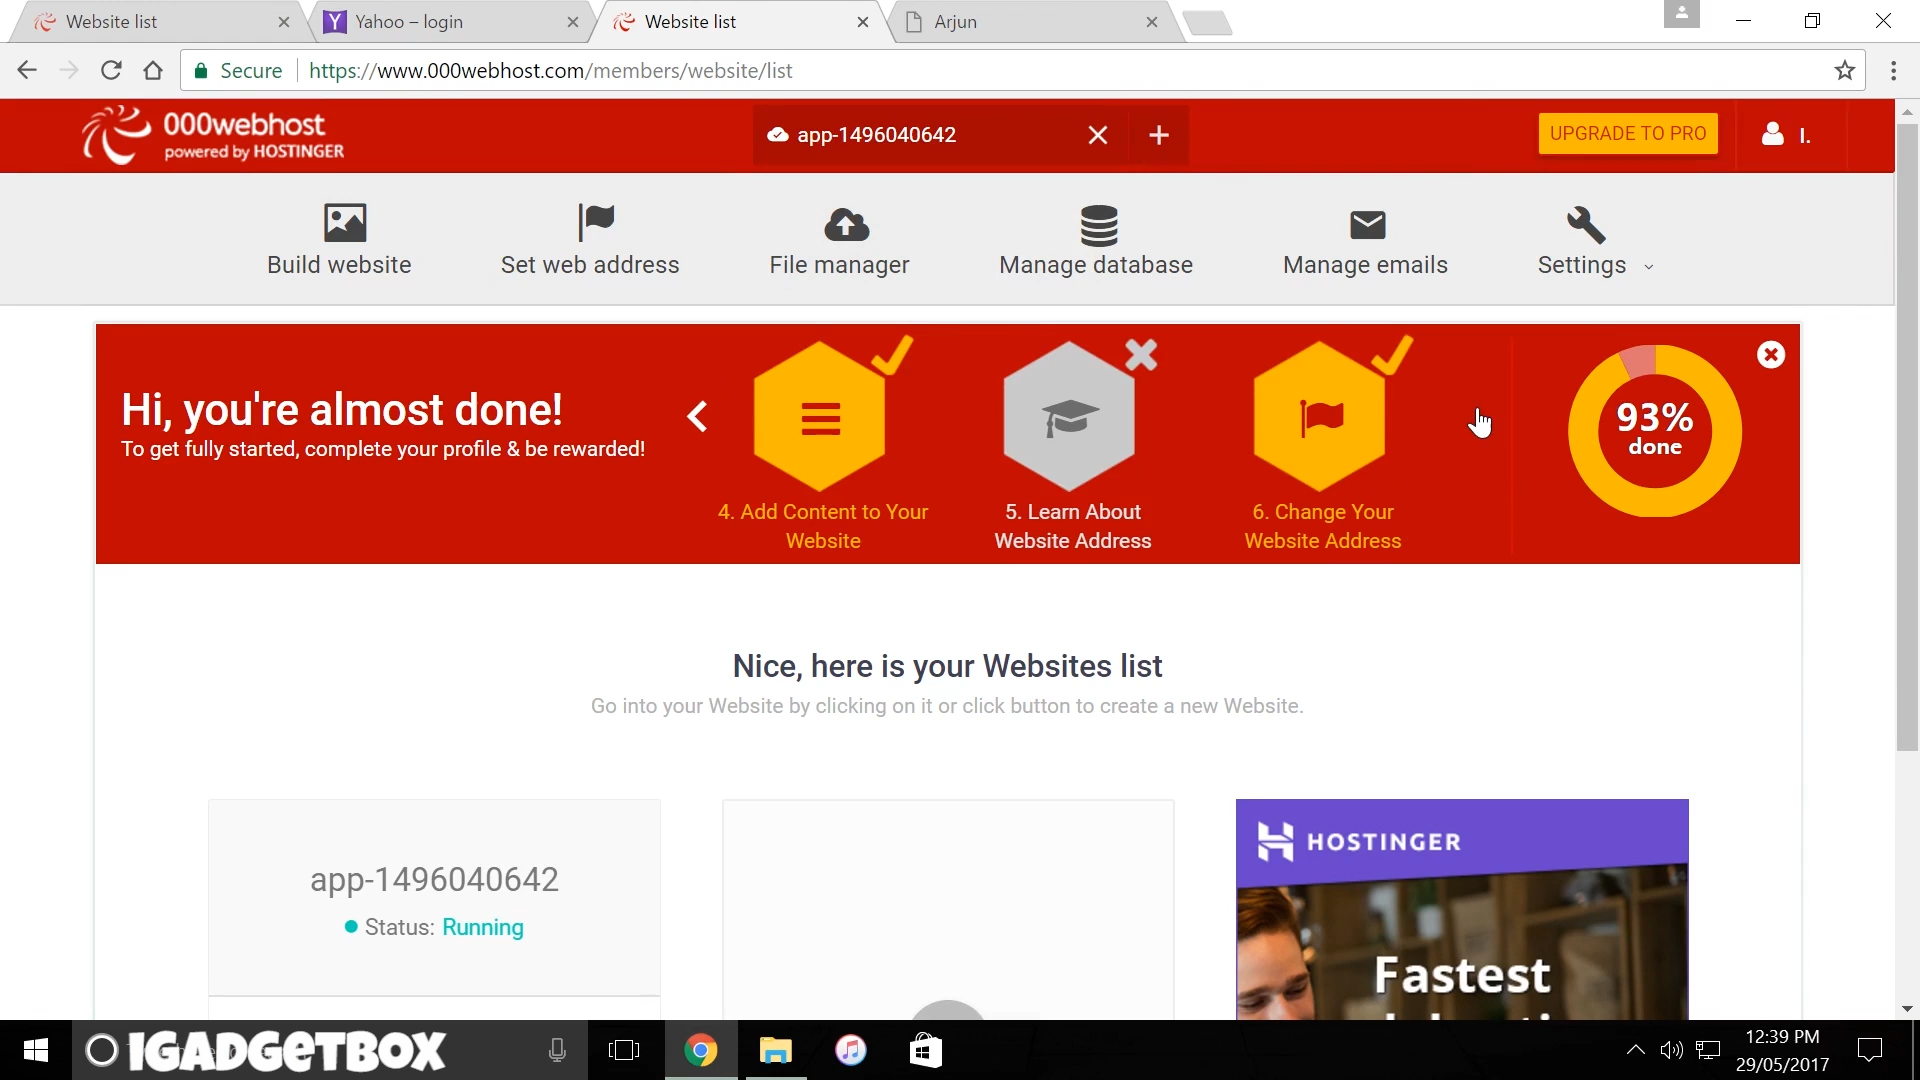 Website list
Yahoo – login
Website list
Arjun
Secure
https://www.000webhost.com/members/website/list
000webhost
powered by HOSTINGER
app-1496040642
UPGRADE TO PRO
I.
Build website
Set web address
File manager
Manage database
Manage emails
Settings
Hi, you're almost done!
To get fully started, complete your profile & be rewarded!
4. Add Content to Your
Website
5. Learn About
Website Address
6. Change Your
Website Address
93%
done
Nice, here is your Websites list
Go into your Website by clicking on it or click button to create a new Website.
app-1496040642
Status: Running
HOSTINGER
Fastest
IGADGETBOX
12:39 PM
29/05/2017